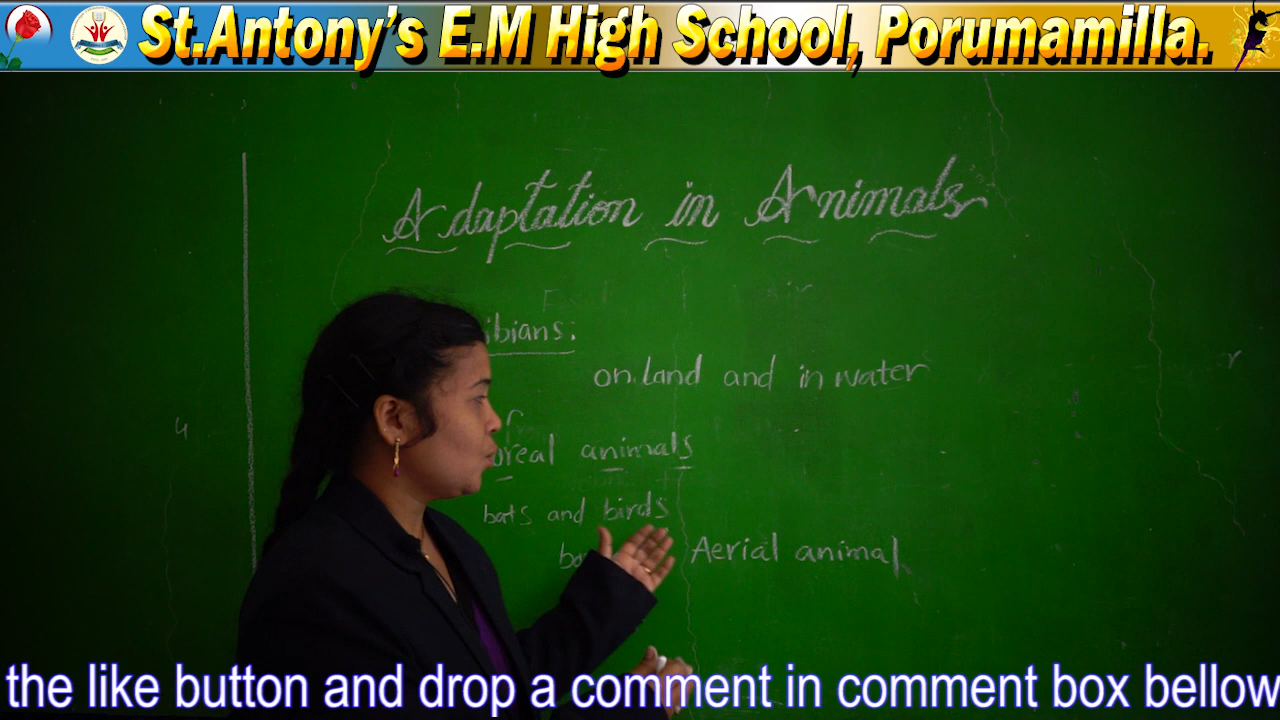 St.Antony's E.M High School, Porumamilla.
Adaptation in Animals
ibians:
on land and in water
oreal animals
bats and birds
Aerial animal
the like button and drop a comment in comment box bellow